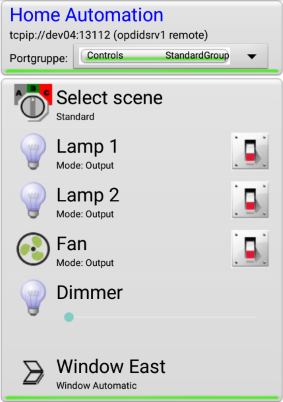 Home Automation
tcpip://dev04:13112 (opdidsrv1 remote)
Portgruppe: Controls StandardGroup
A B C
Select scene
Standard
Lamp 1
Mode: Output
Lamp 2
Mode: Output
Fan
Mode: Output
Dimmer
Window East
Window Automatic